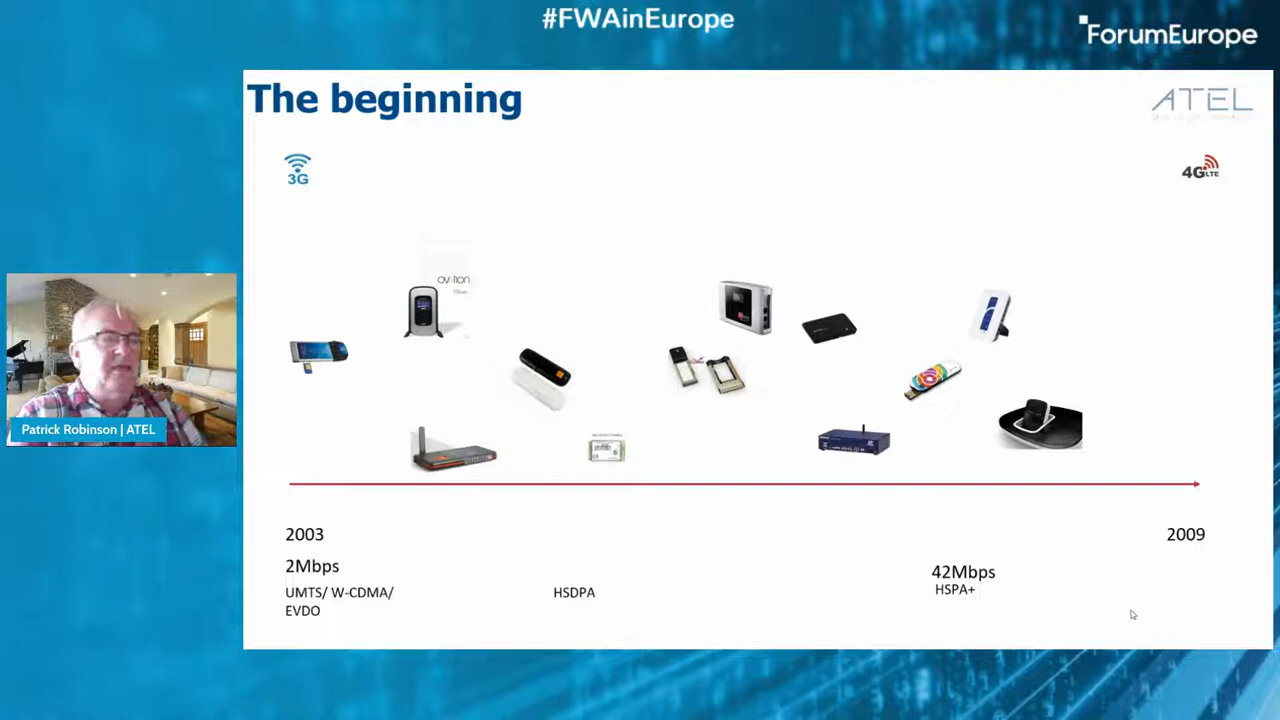 #FWAinEurope
ForumEurope
The beginning
ATEL
3G
4G LTE
ovation
Patrick Robinson | ATEL
2003
2009
2Mbps
42Mbps
UMTS/ W-CDMA/
EVDO
HSDPA
HSPA+